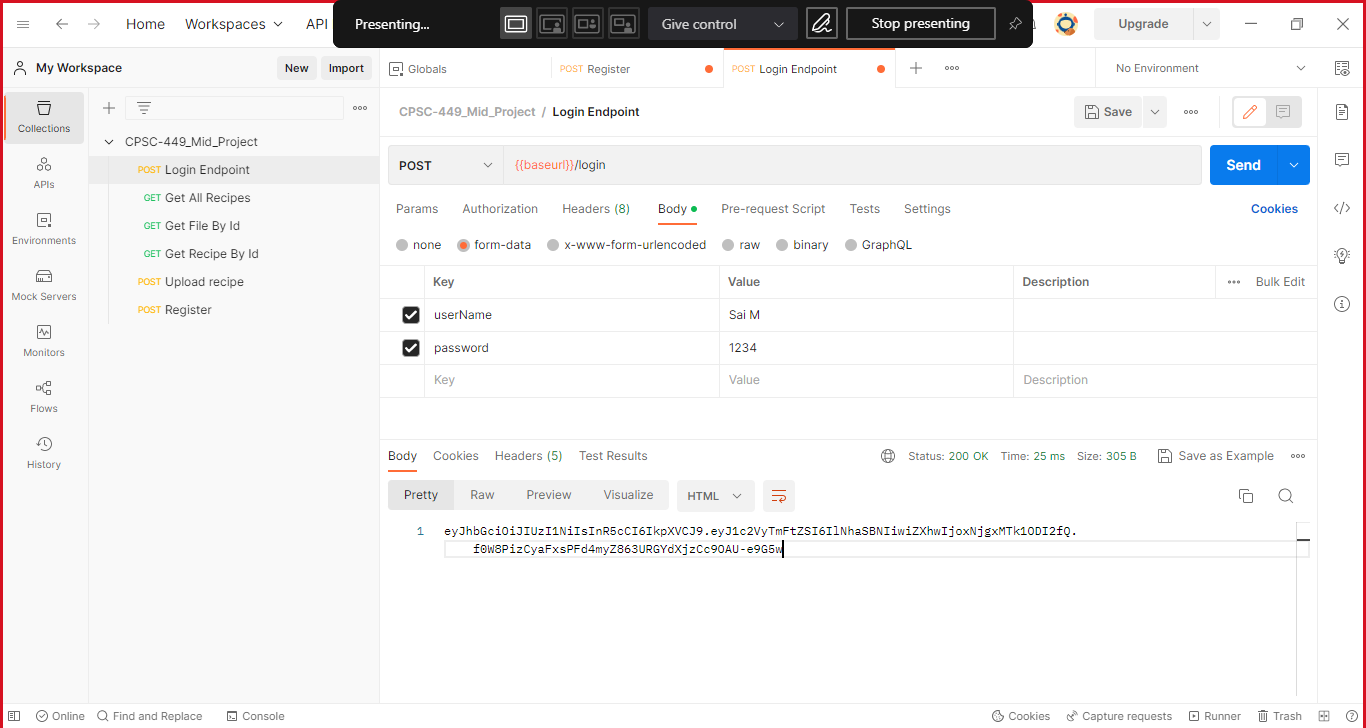 Home Workspaces API
Presenting... Give control Stop presenting
Upgrade
My Workspace New Import
Globals POST Register POST Login Endpoint No Environment
Collections
APIs
Environments
Mock Servers
Monitors
Flows
History
CPSC-449_Mid_Project
POST Login Endpoint
GET Get All Recipes
GET Get File By Id
GET Get Recipe By Id
POST Upload recipe
POST Register
CPSC-449_Mid_Project / Login Endpoint Save
POST {{baseurl}}/login Send
Params Authorization Headers (8) Body Pre-request Script Tests Settings Cookies
none form-data x-www-form-urlencoded raw binary GraphQL
Key Value Description Bulk Edit
userName Sai M
password 1234
Key Value Description
Body Cookies Headers (5) Test Results Status: 200 OK Time: 25 ms Size: 305 B Save as Example
Pretty Raw Preview Visualize HTML
1 eyJhbGciOiJIUzI1NiIsInR5cCI6IkpXVCJ9.eyJ1c2VyTmFtZSI6IlNhaSBNIiwiZXhwIjoxNjgxMTk1ODI2fQ.
f0W8PizCyaFxsPFd4myZ863URGYdXjzCc9OAU-e9G5w
Online Find and Replace Console Cookies Capture requests Runner Trash